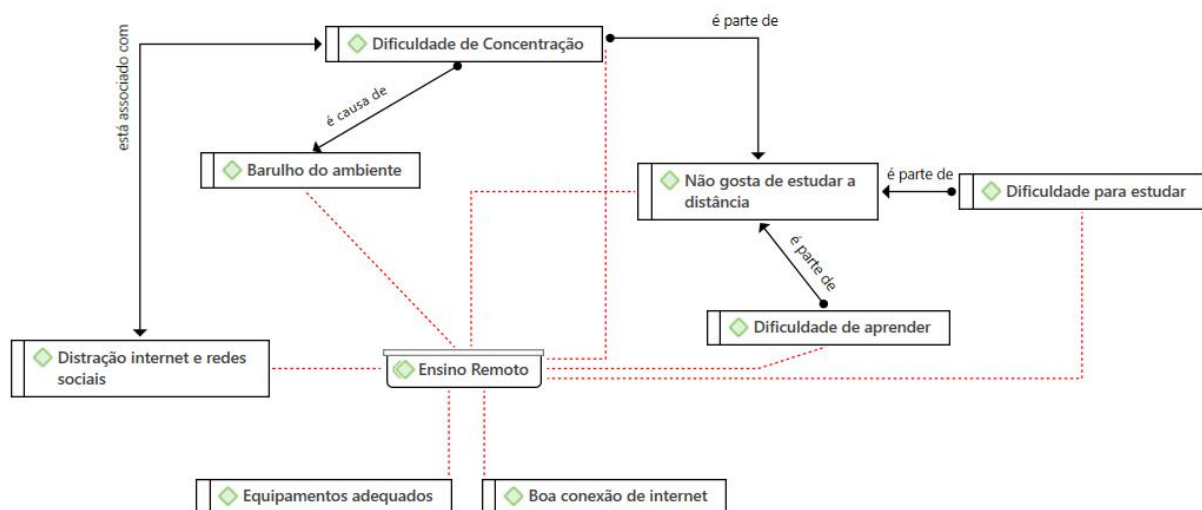 é parte de
está associado com
Dificuldade de Concentração
é causa de
Barulho do ambiente
Não gosta de estudar a
distância
é parte de
Dificuldade para estudar
é parte de
Dificuldade de aprender
Distração internet e redes
sociais
Ensino Remoto
Equipamentos adequados
Boa conexão de internet